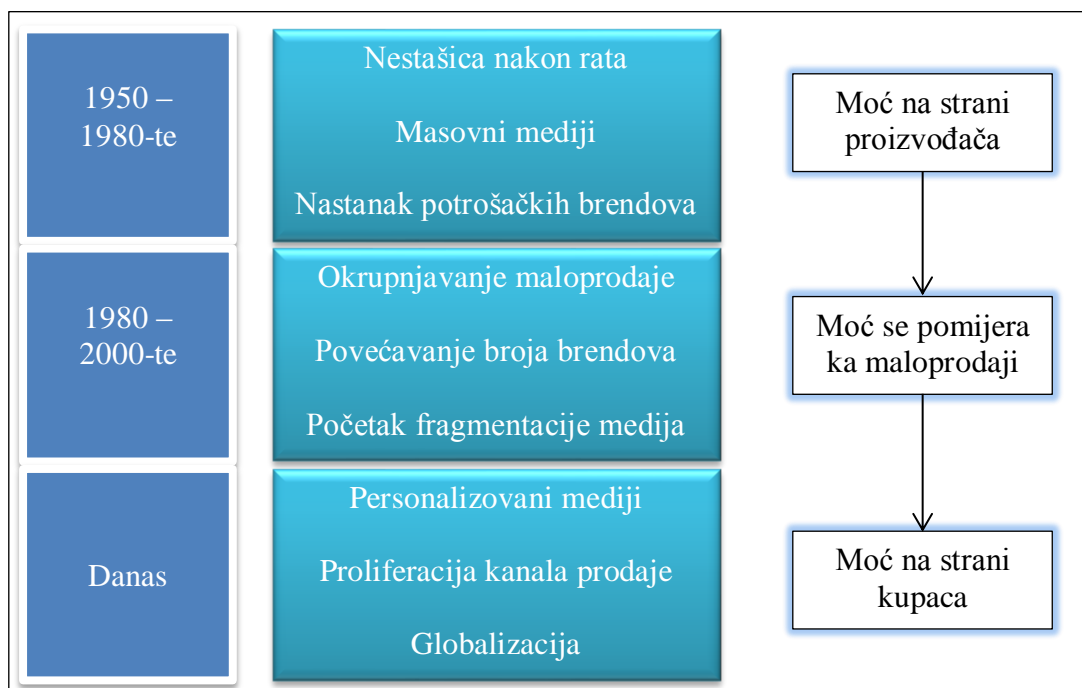 1950 –
1980-te
Nestašica nakon rata
Masovni mediji
Nastanak potrošačkih brendova
Moć na strani
proizvođača
1980 –
2000-te
Okrupnjavanje maloprodaje
Povećavanje broja brendova
Početak fragmentacije medija
Moć se pomijera
ka maloprodaji
Danas
Personalizovani mediji
Proliferacija kanala prodaje
Globalizacija
Moć na strani
kupaca